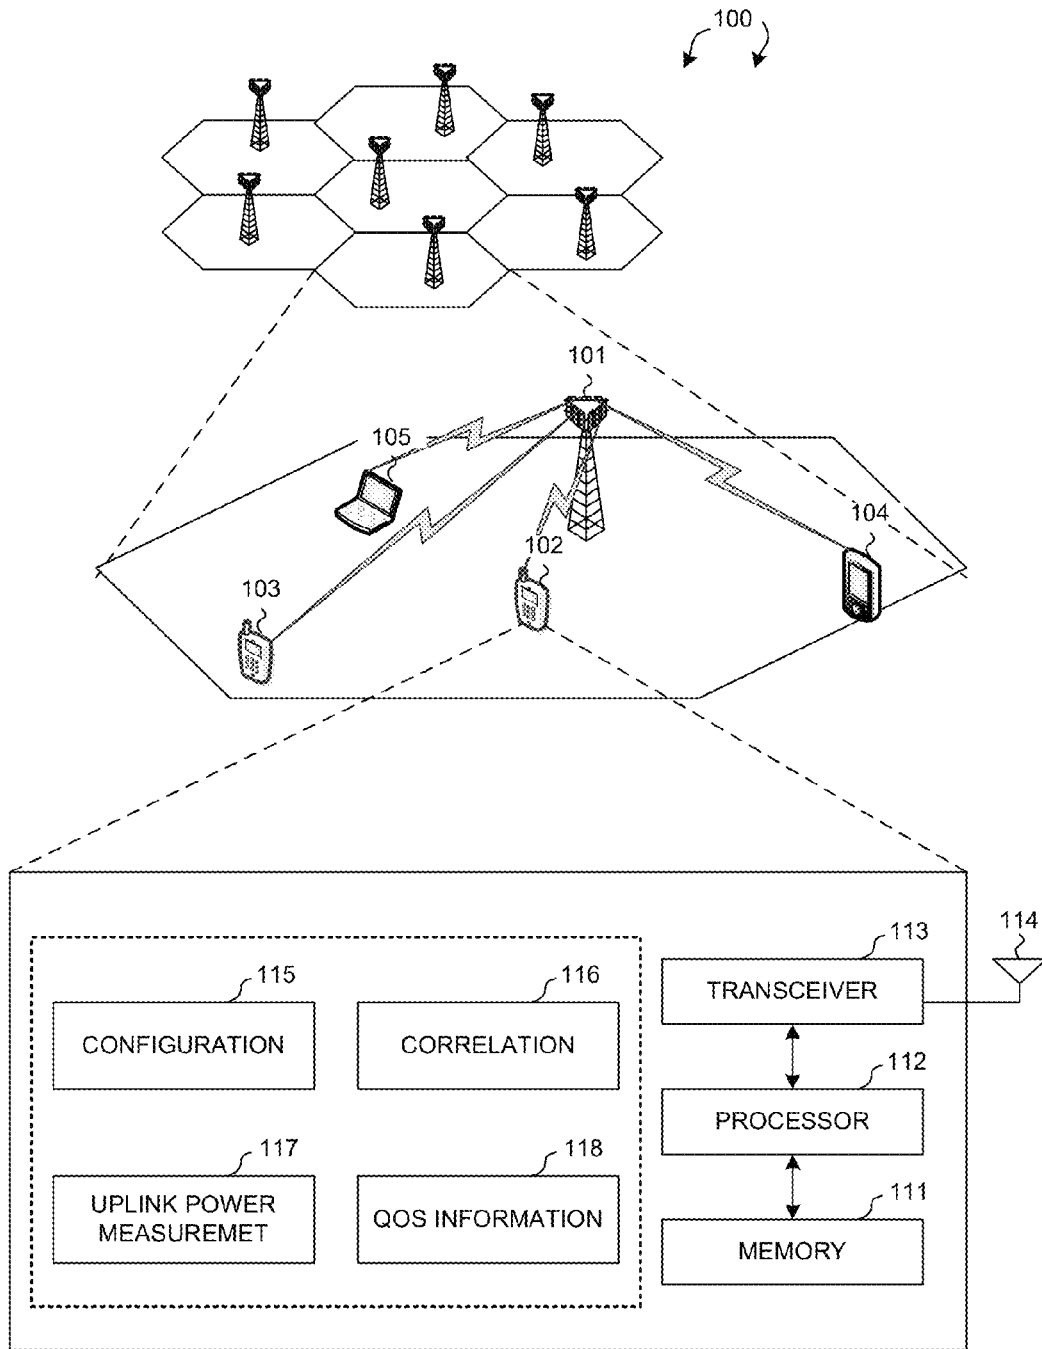 100
101
105
104
102
103
114
113
TRANSCEIVER
115
116
CONFIGURATION
CORRELATION
112
PROCESSOR
117
118
111
UPLINK POWER
MEASUREMET
QOS INFORMATION
MEMORY